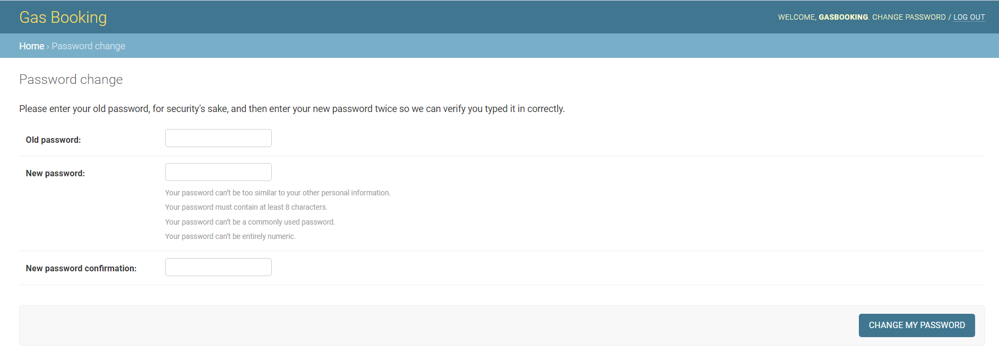 Gas Booking
WELCOME, GASBOOKING. CHANGE PASSWORD / LOG OUT
Home › Password change
Password change
Please enter your old password, for security’s sake, and then enter your new password twice so we can verify you typed it in correctly.
Old password:
New password:
Your password can’t be too similar to your other personal information.
Your password must contain at least 8 characters.
Your password can’t be a commonly used password.
Your password can’t be entirely numeric.
New password confirmation:
CHANGE MY PASSWORD